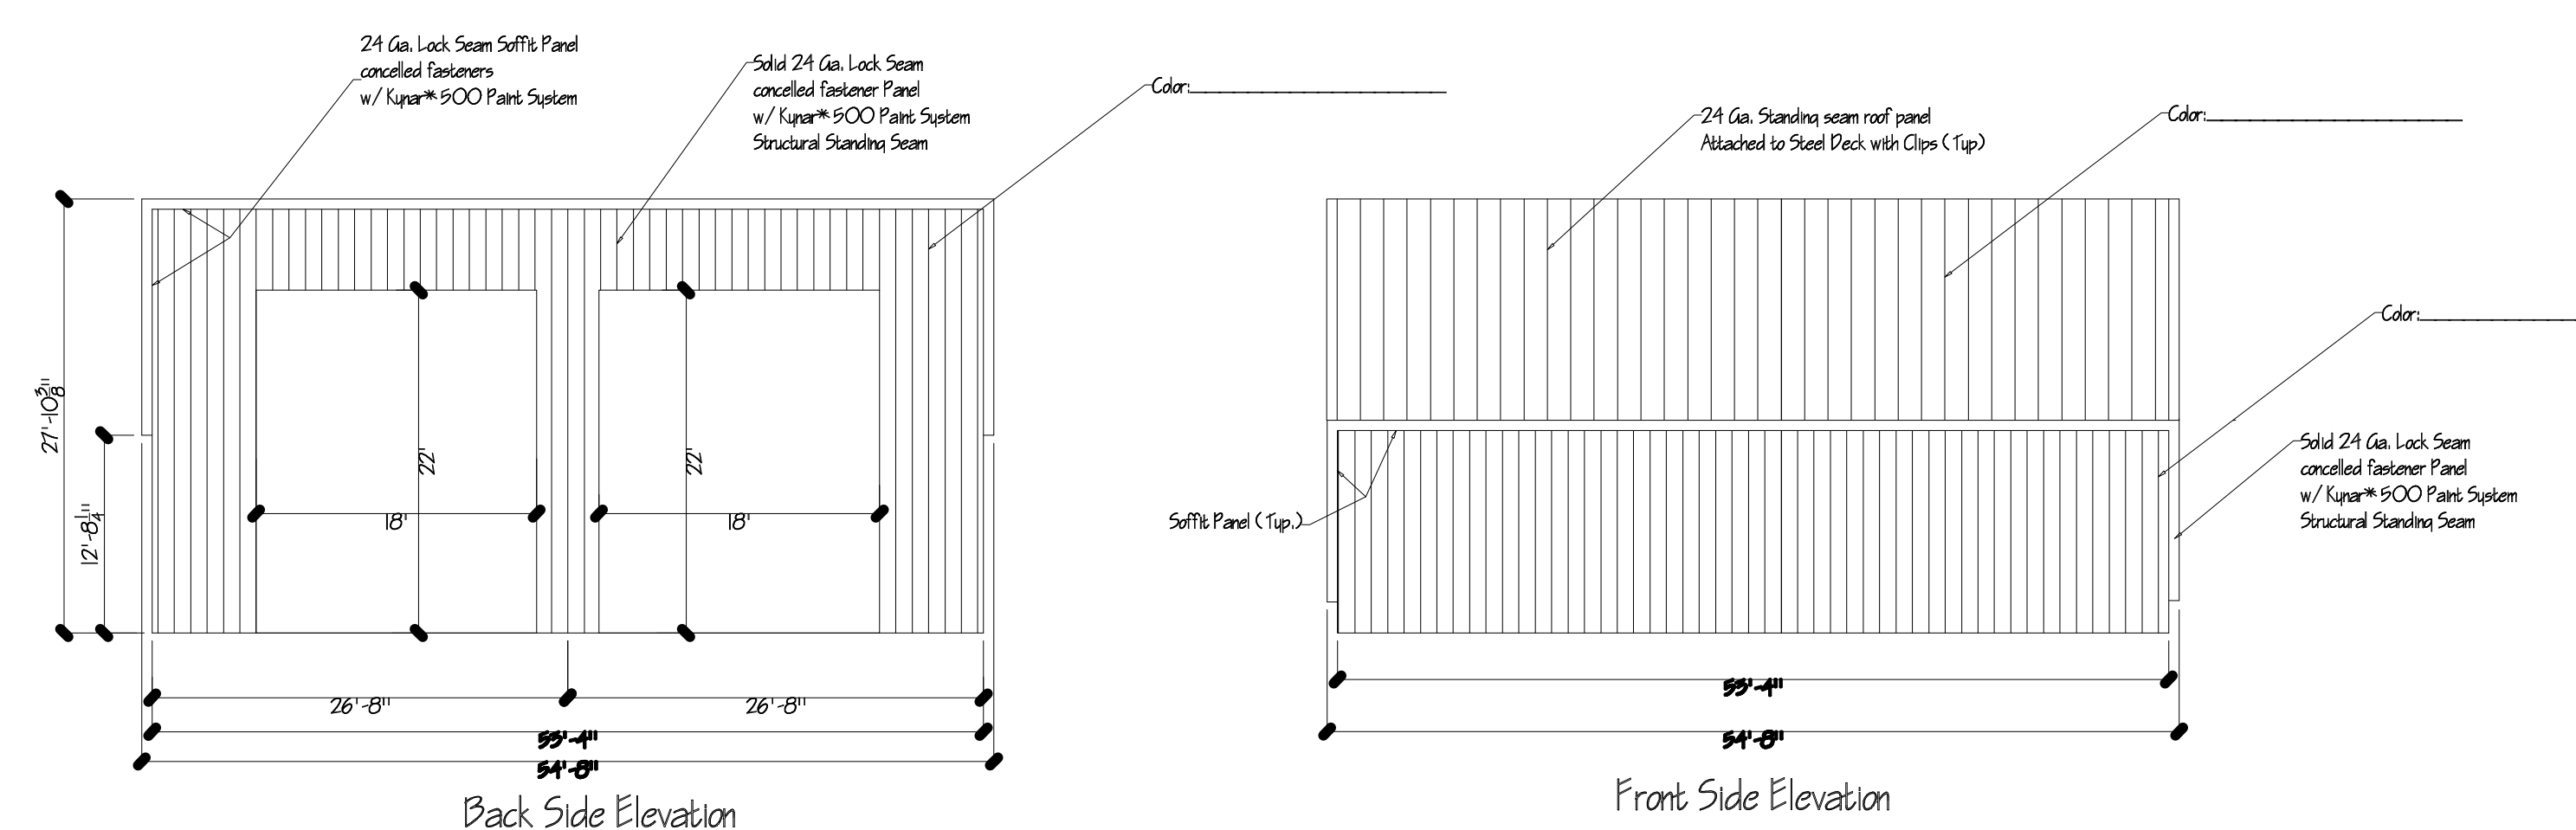 24 Ga. Lock Seam Soffit Panel
concelled fasteners
w/ Kynar* 500 Paint System
Solid 24 Ga. Lock Seam
concelled fastener Panel
w/ Kynar* 500 Paint System
Structural Standing Seam
Color:
27'-10 3/8"
12'-8 1/4"
22'
22'
18'
18'
26'-8"
26'-8"
53'-4"
54'-8"
Back Side Elevation
24 Ga. Standing seam roof panel
Attached to Steel Deck with Clips (Typ)
Color:
Color:
Solid 24 Ga. Lock Seam
concelled fastener Panel
w/ Kynar* 500 Paint System
Structural Standing Seam
Soffit Panel (Typ.)
53'-4"
54'-8"
Front Side Elevation